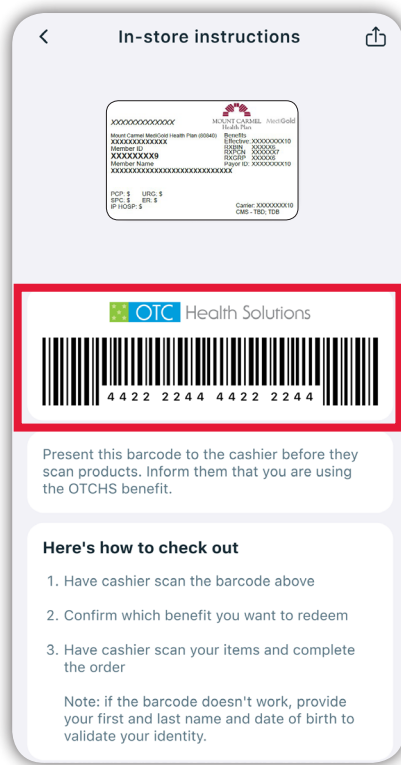 In-store instructions
XXXXXXXXXXXXX
MOUNT CARMEL MediGold
Health Plan
Mount Carmel MediGold Health Plan (80840)
XXXXXXXXXXXXX
Member ID
XXXXXXXX9
Member Name
XXXXXXXXXXXXXXXXXXXXXXXXXXX
Benefits
Effective: XXXXXXXX10
RXBIN XXXXX6
RXPCN XXXXXX7
RXGRP XXXXX6
Payor ID: XXXXXXXX10
PCP: $ URG: $
SPC: $ ER: $
IP HOSP: $
Carrier: XXXXXXXX10
CMS - TBD; TDB
OTC Health Solutions
4422 2244 4422 2244
Present this barcode to the cashier before they
scan products. Inform them that you are using
the OTCHS benefit.
Here's how to check out
1. Have cashier scan the barcode above
2. Confirm which benefit you want to redeem
3. Have cashier scan your items and complete
the order
Note: if the barcode doesn't work, provide
your first and last name and date of birth to
validate your identity.